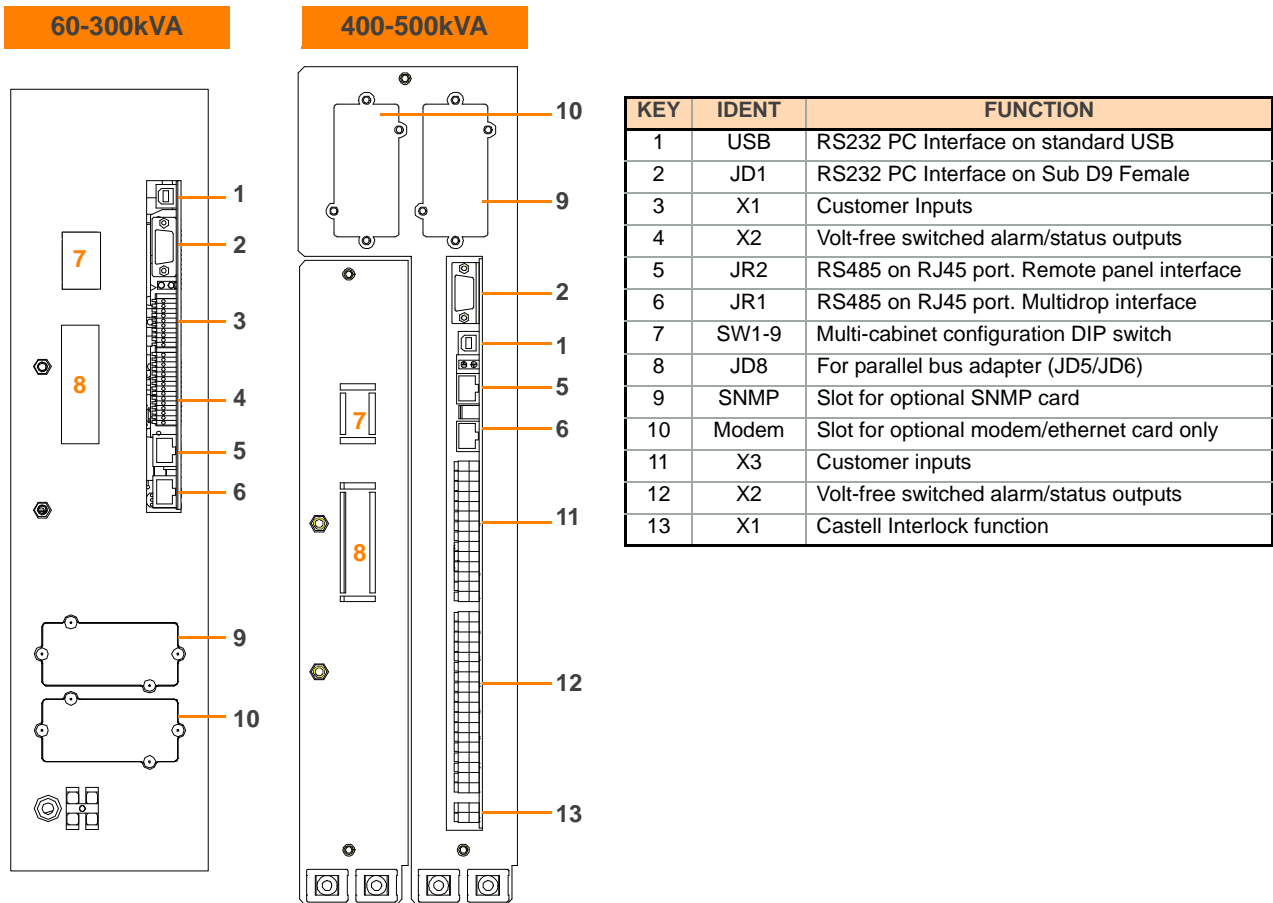 60-300kVA
400-500kVA
1
2
3
4
5
6
7
8
9
10
10
9
2
1
5
6
7
8
11
12
13
KEY IDENT FUNCTION
1 USB RS232 PC Interface on standard USB
2 JD1 RS232 PC Interface on Sub D9 Female
3 X1 Customer Inputs
4 X2 Volt-free switched alarm/status outputs
5 JR2 RS485 on RJ45 port. Remote panel interface
6 JR1 RS485 on RJ45 port. Multidrop interface
7 SW1-9 Multi-cabinet configuration DIP switch
8 JD8 For parallel bus adapter (JD5/JD6)
9 SNMP Slot for optional SNMP card
10 Modem Slot for optional modem/ethernet card only
11 X3 Customer inputs
12 X2 Volt-free switched alarm/status outputs
13 X1 Castell Interlock function